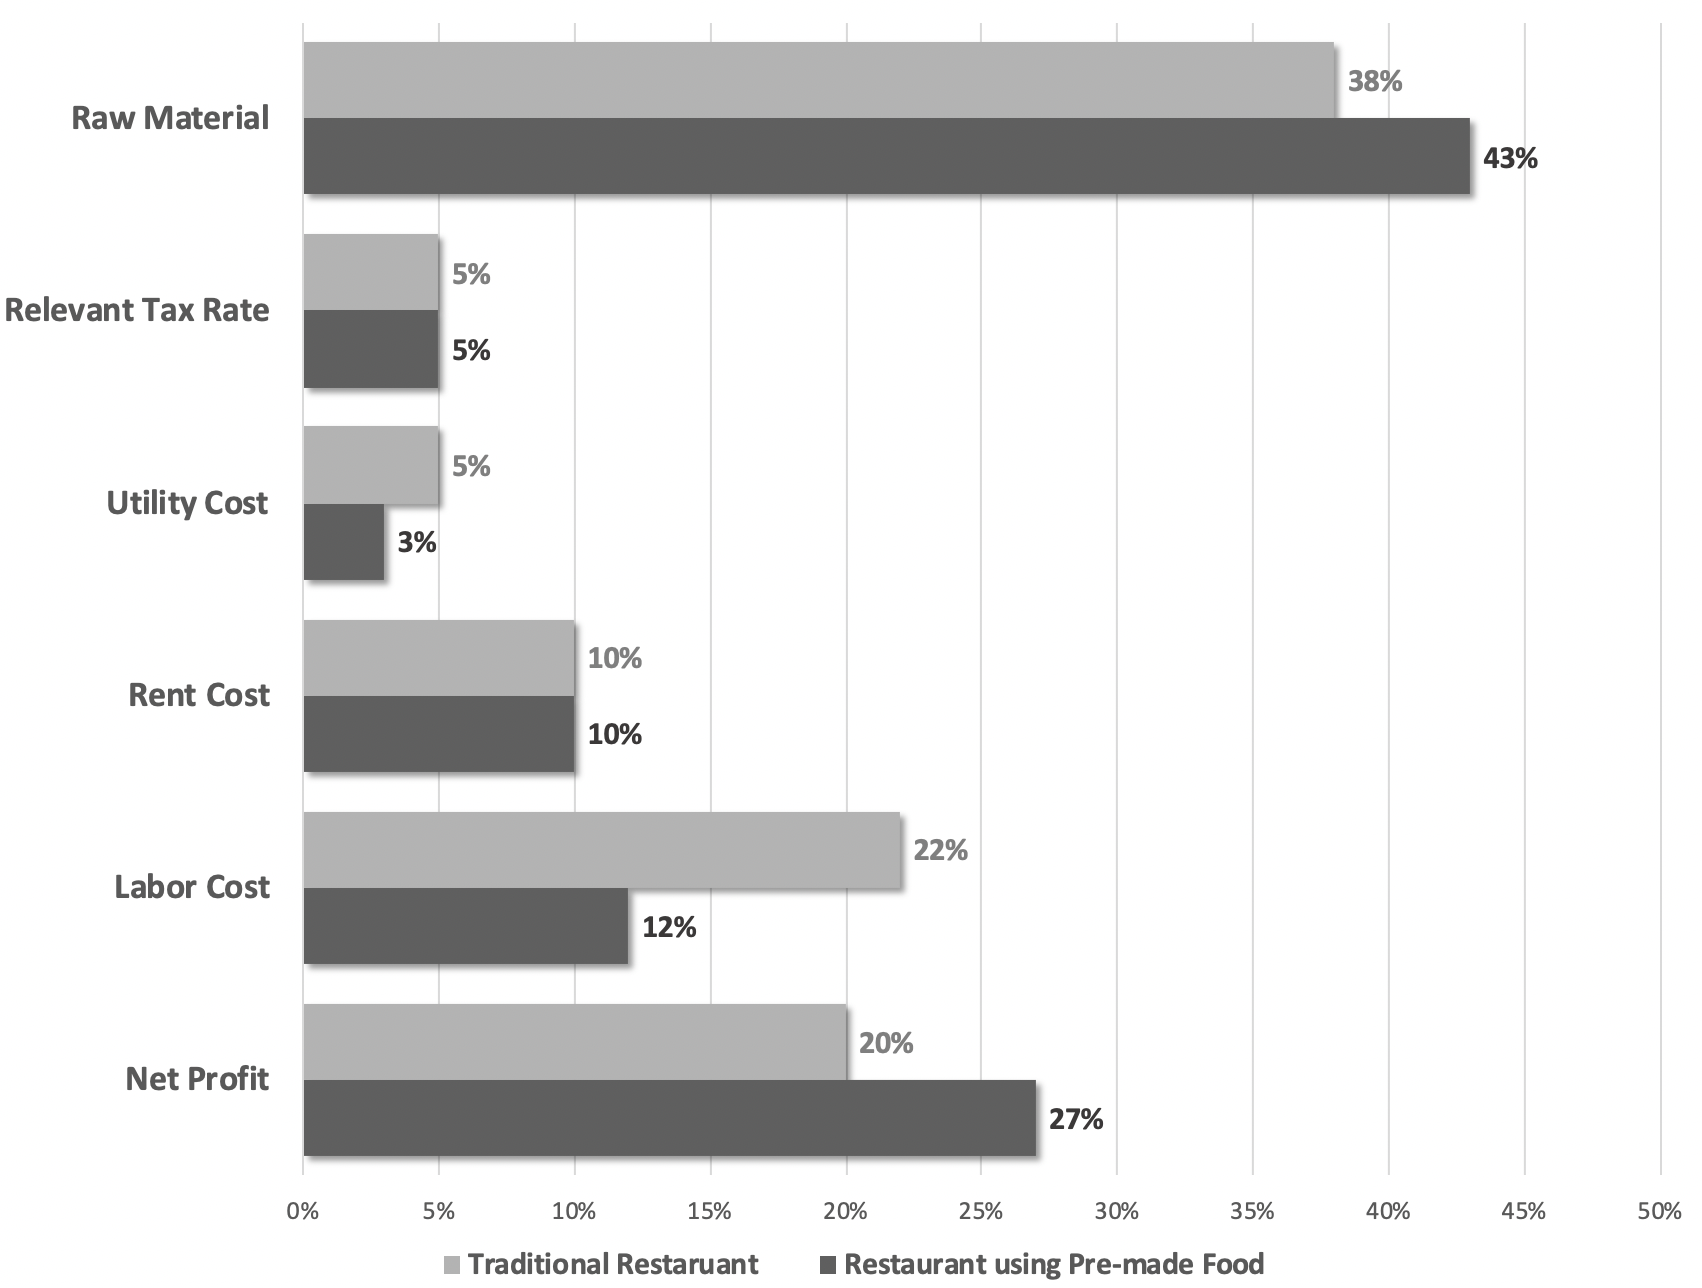 38%
Raw Material
43%
5%
Relevant Tax Rate
5%
5%
Utility Cost
3%
10%
Rent Cost
10%
22%
Labor Cost
12%
20%
Net Profit
27%
0% 5% 10% 15% 20% 25% 30% 35% 40% 45% 50%
Traditional Restaruant Restaurant using Pre-made Food